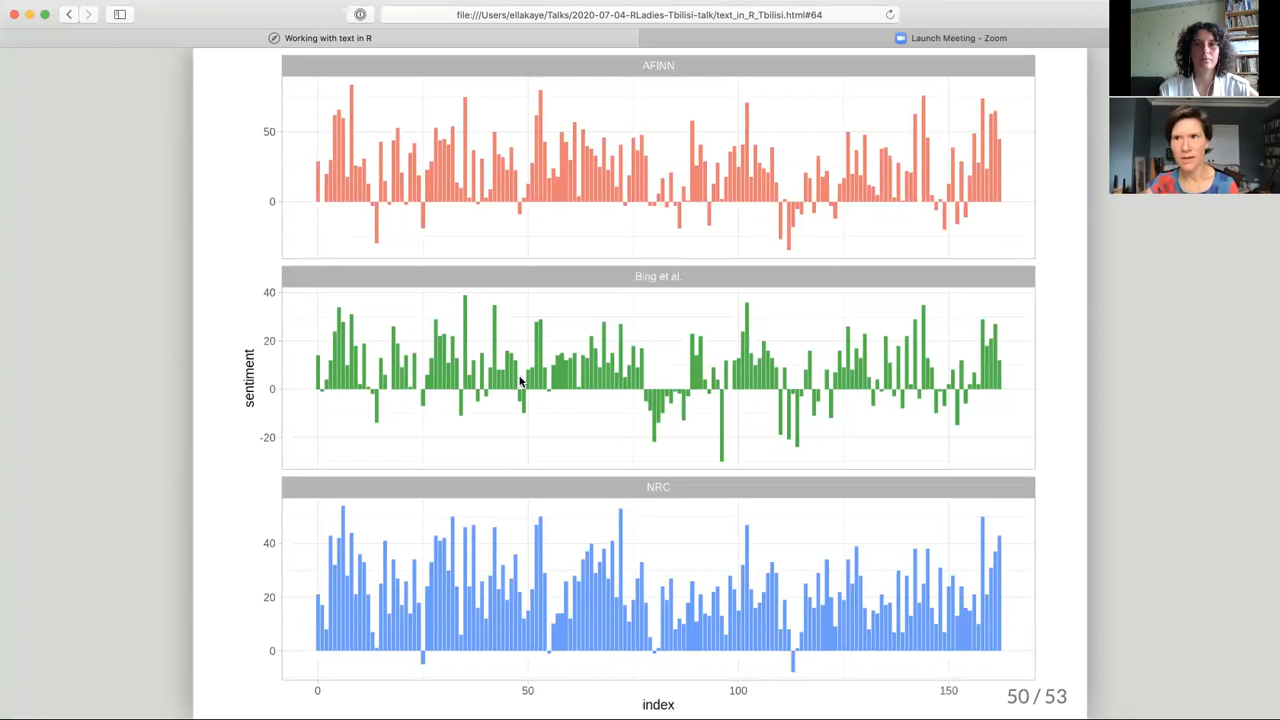 file:///Users/ellakaye/Talks/2020-07-04-RLadies-Tbilisi-talk/text_in_R_Tbilisi.html#64
Working with text in R
Launch Meeting - Zoom
AFINN
50
0
Bing et al.
40
20
0
-20
sentiment
NRC
40
20
0
0
50
100
150
index
50 / 53